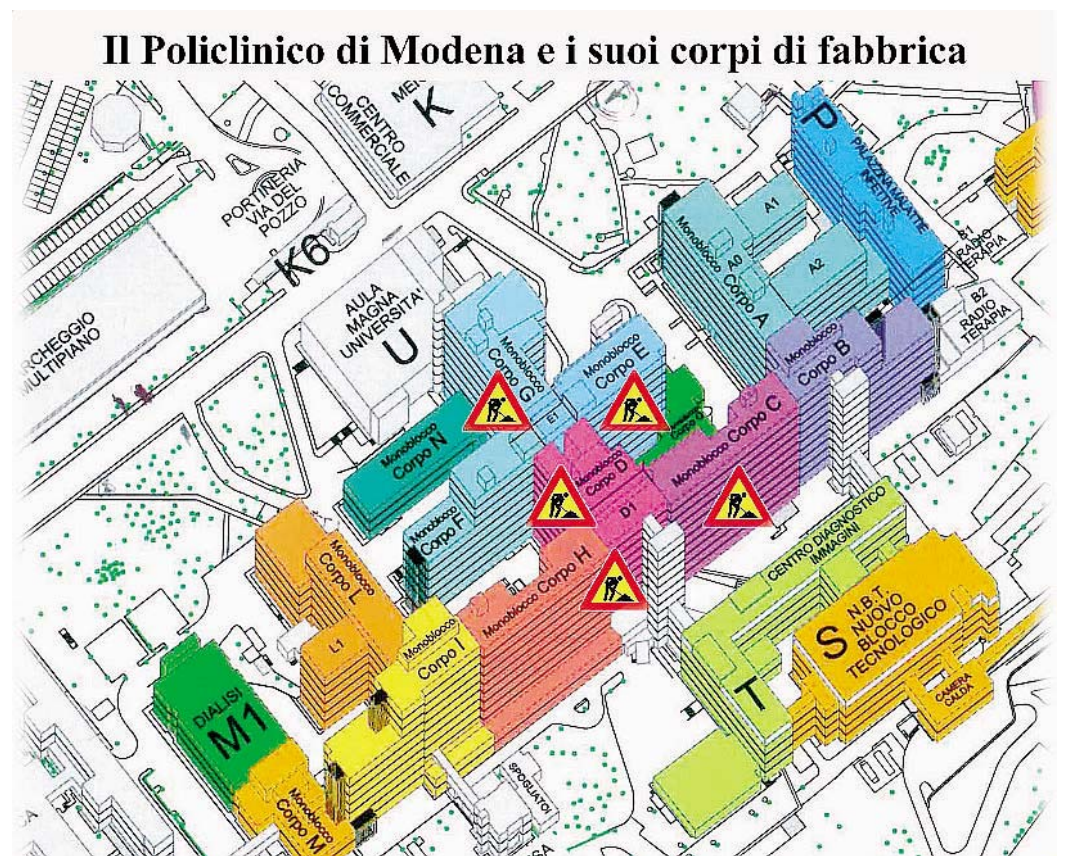 Il Policlinico di Modena e i suoi corpi di fabbrica
CENTRO
COMMERCIALE
K
PORTINERIA
VIA DEL
POZZO
K6
AULA
MAGNA
UNIVERSITA'
U
MULTIPIANO
P
PALAZZINA MALATTIE
INFETTIVE
B1
RADIO
TERAPIA
B2
RADIO
TERAPIA
Monoblocco
Corpo A
A0
A1
A2
Monoblocco
Corpo B
Monoblocco
Corpo G
Monoblocco
Corpo E
E1
Monoblocco
Corpo C
Monoblocco
Corpo N
Monoblocco
Corpo D
D1
Monoblocco
Corpo F
Monoblocco
Corpo H
Monoblocco
Corpo L
L1
Monoblocco
Corpo I
CENTRO DIAGNOSTICO
IMMAGINI
T
S
N.B.T.
NUOVO
BLOCCO
TECNOLOGICO
CAMERA
CALDA
DIALISI
M1
Monoblocco
Corpo M
SPOGLIATOI